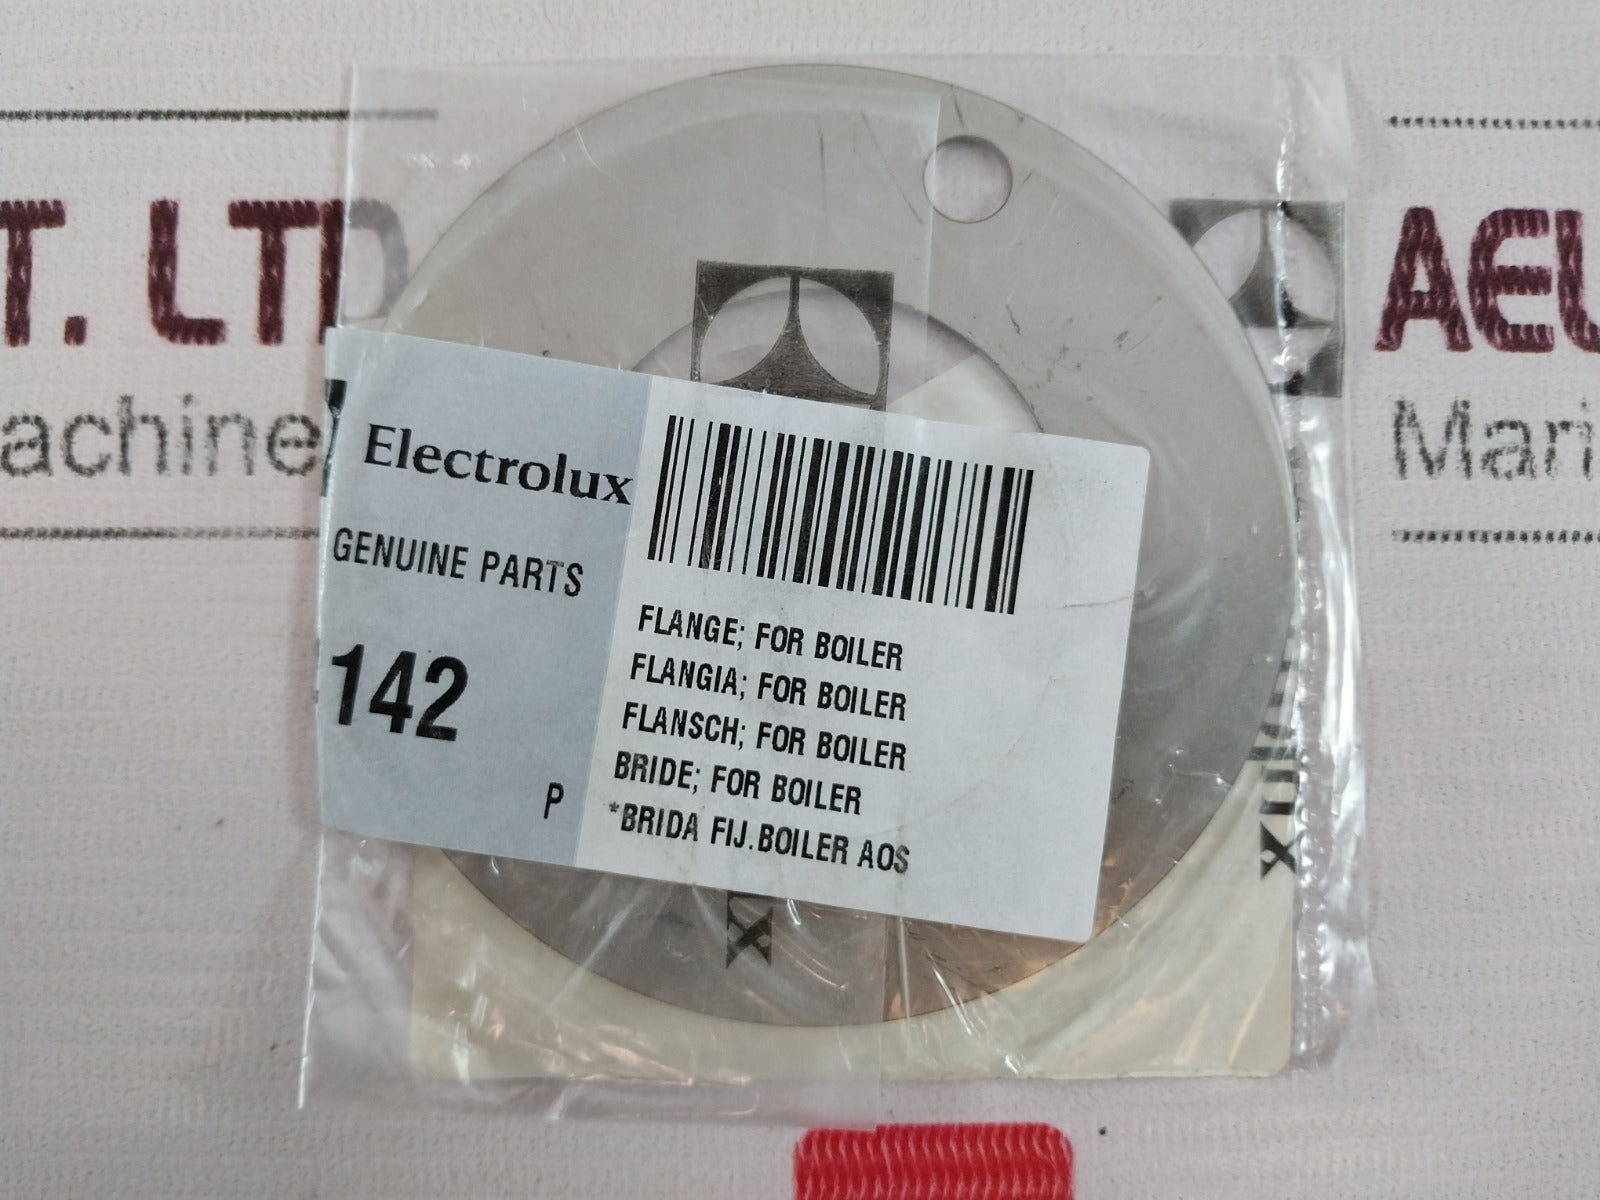 T. LTD
achine
AEU
Mari
Electrolux
GENUINE PARTS
142
P
FLANGE; FOR BOILER
FLANGIA; FOR BOILER
FLANSCH; FOR BOILER
BRIDE; FOR BOILER
*BRIDA FIJ.BOILER AOS
ux
x